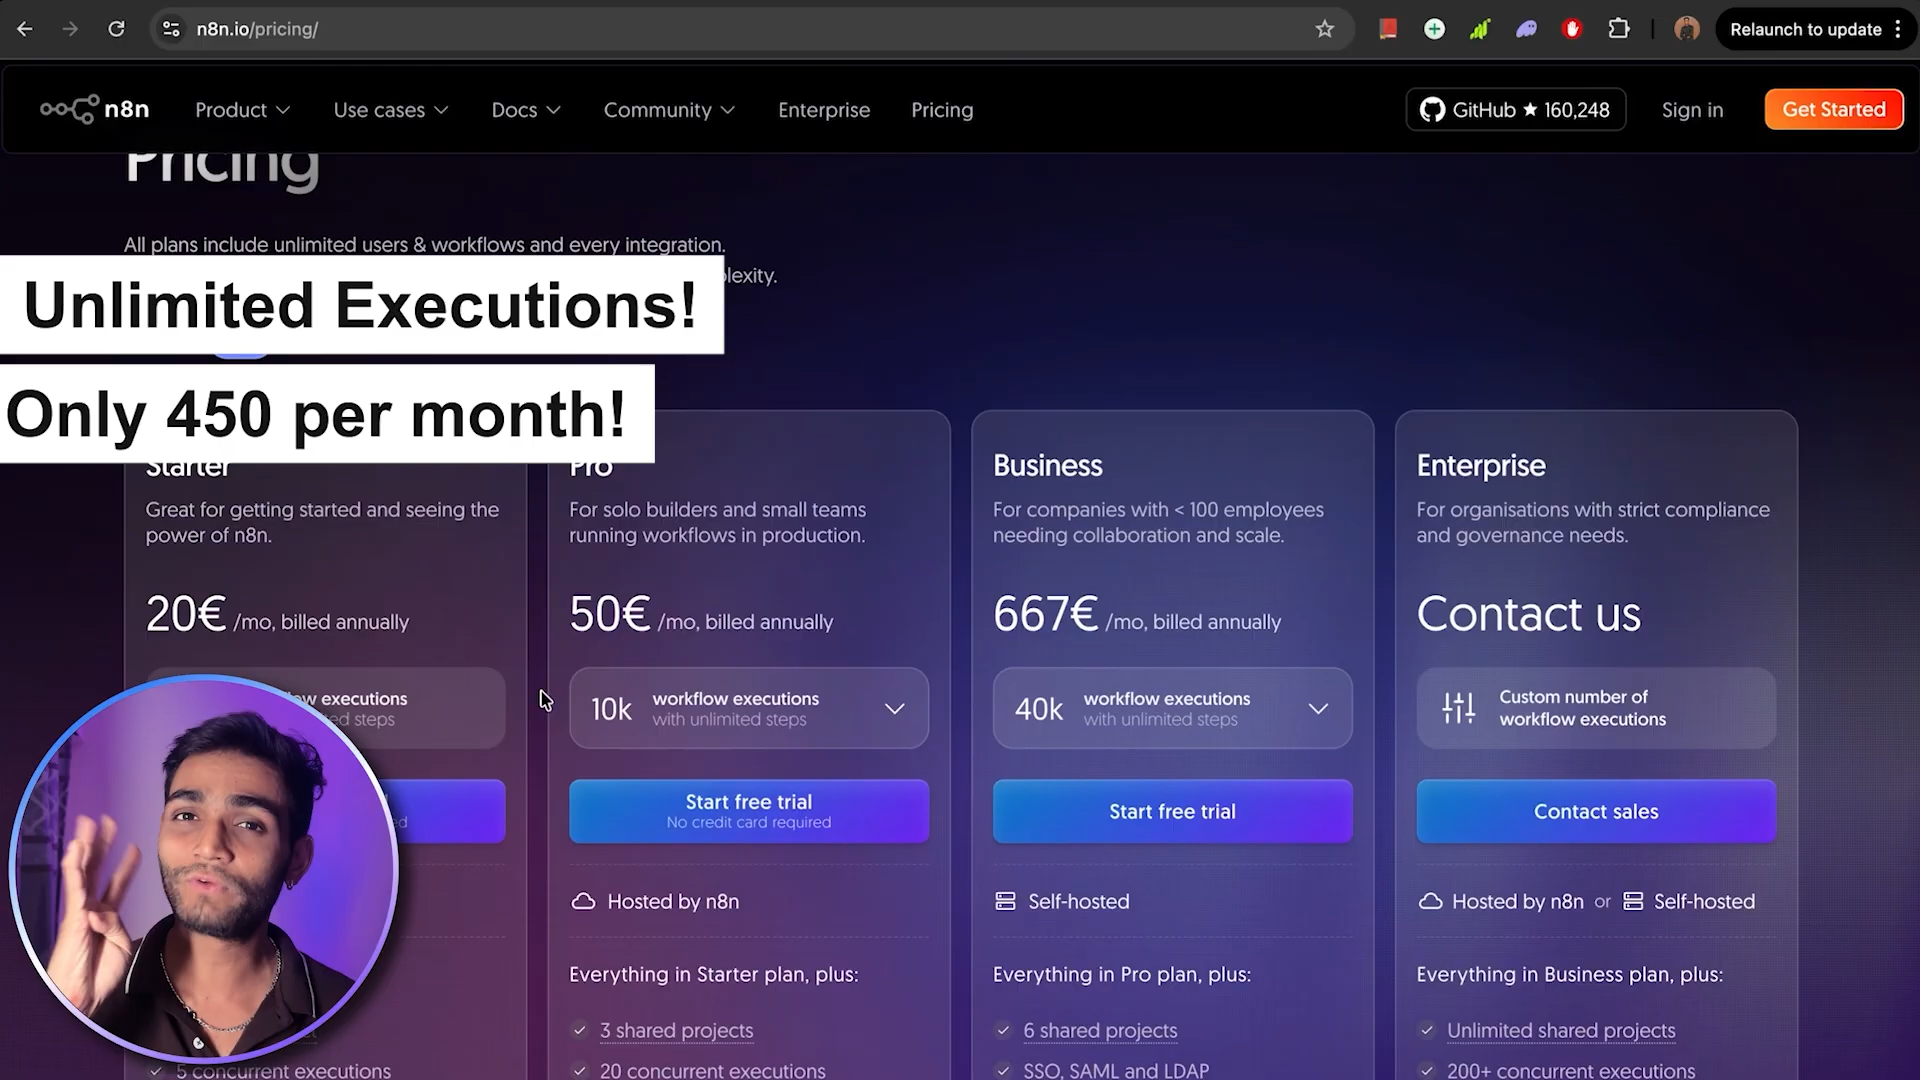 n8n.io/pricing/
Relaunch to update
n8n
Product
Use cases
Docs
Community
Enterprise
Pricing
GitHub ★ 160,248
Sign in
Get Started
Pricing
All plans include unlimited users & workflows and every integration.
Unlimited Executions!
Only 450 per month!
Starter
Great for getting started and seeing the
power of n8n.
20€ /mo, billed annually
executions
steps
5 concurrent executions
Pro
For solo builders and small teams
running workflows in production.
50€ /mo, billed annually
10k workflow executions
with unlimited steps
Start free trial
No credit card required
Hosted by n8n
Everything in Starter plan, plus:
3 shared projects
20 concurrent executions
Business
For companies with < 100 employees
needing collaboration and scale.
667€ /mo, billed annually
40k workflow executions
with unlimited steps
Start free trial
Self-hosted
Everything in Pro plan, plus:
6 shared projects
SSO, SAML and LDAP
Enterprise
For organisations with strict compliance
and governance needs.
Contact us
Custom number of
workflow executions
Contact sales
Hosted by n8n or Self-hosted
Everything in Business plan, plus:
Unlimited shared projects
200+ concurrent executions